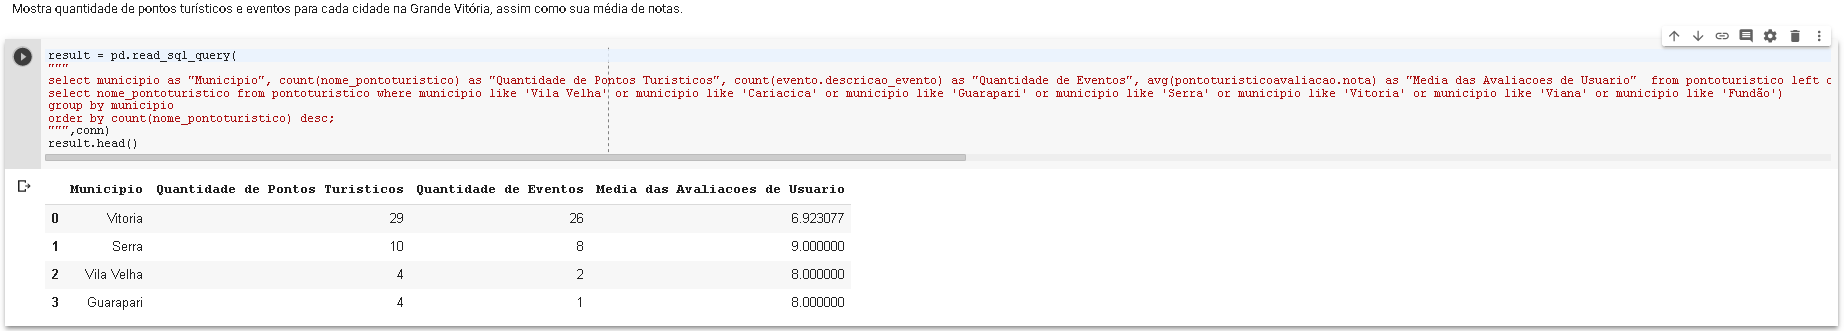 Mostra quantidade de pontos turísticos e eventos para cada cidade na Grande Vitória, assim como sua média de notas.
result = pd.read_sql_query(
"""
select municipio as "Municipio", count(nome_pontoturistico) as "Quantidade de Pontos Turisticos", count(evento.descricao_evento) as "Quantidade de Eventos", avg(pontoturisticoavaliacao.nota) as "Media das Avaliacoes de Usuario"  from pontoturistico left
select nome_pontoturistico from pontoturistico where municipio like 'Vila Velha' or municipio like 'Cariacica' or municipio like 'Guarapari' or municipio like 'Serra' or municipio like 'Vitoria' or municipio like 'Viana' or municipio like 'Fundão')
group by municipio
order by count(nome_pontoturistico) desc;
""",conn)
result.head()
Municipio Quantidade de Pontos Turisticos Quantidade de Eventos Media das Avaliacoes de Usuario
0 Vitoria 29 26 6.923077
1 Serra 10 8 9.000000
2 Vila Velha 4 2 8.000000
3 Guarapari 4 1 8.000000